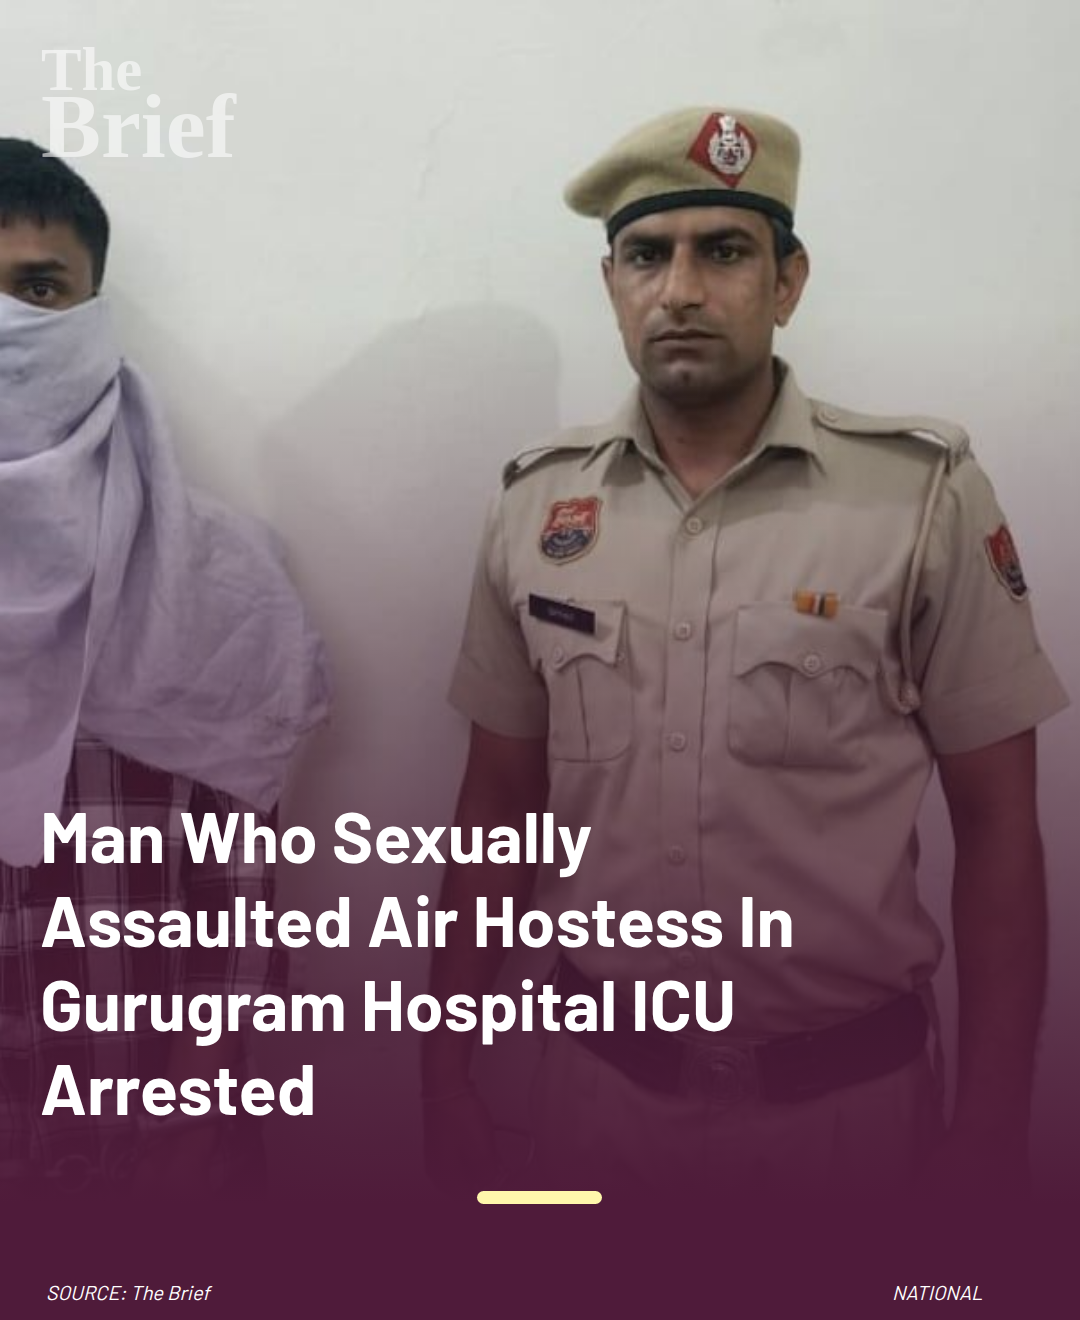 The
Brief
Man Who Sexually
Assaulted Air Hostess In
Gurugram Hospital ICU
Arrested
SOURCE: The Brief
NATIONAL